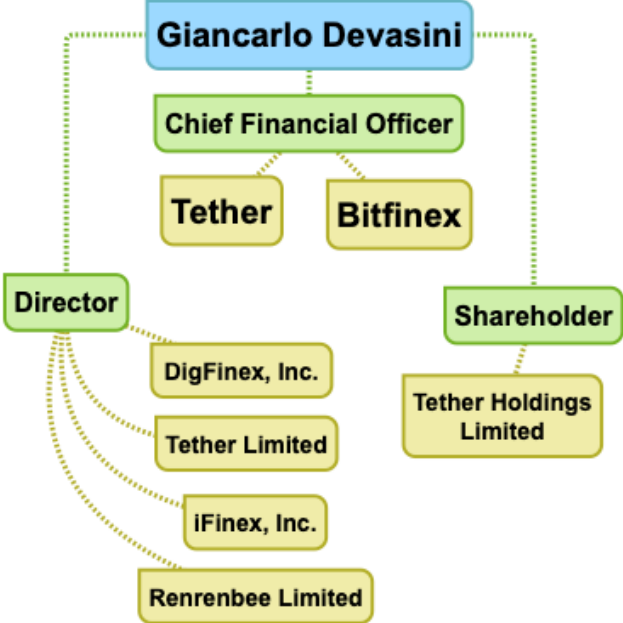 Giancarlo Devasini
Chief Financial Officer
Tether
Bitfinex
Director
Shareholder
DigFinex, Inc.
Tether Holdings
Limited
Tether Limited
iFinex, Inc.
Renrenbee Limited